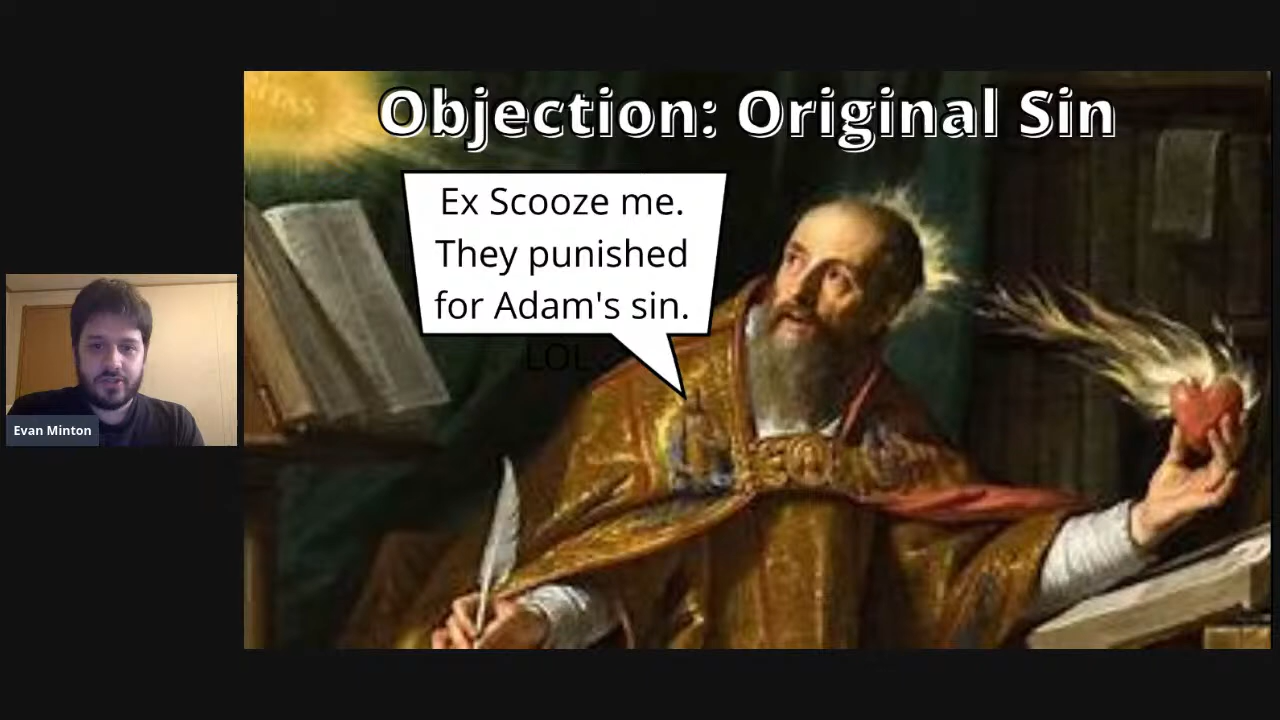 Objection: Original Sin
Ex Scooze me.
They punished
for Adam's sin.
LOL
Evan Minton